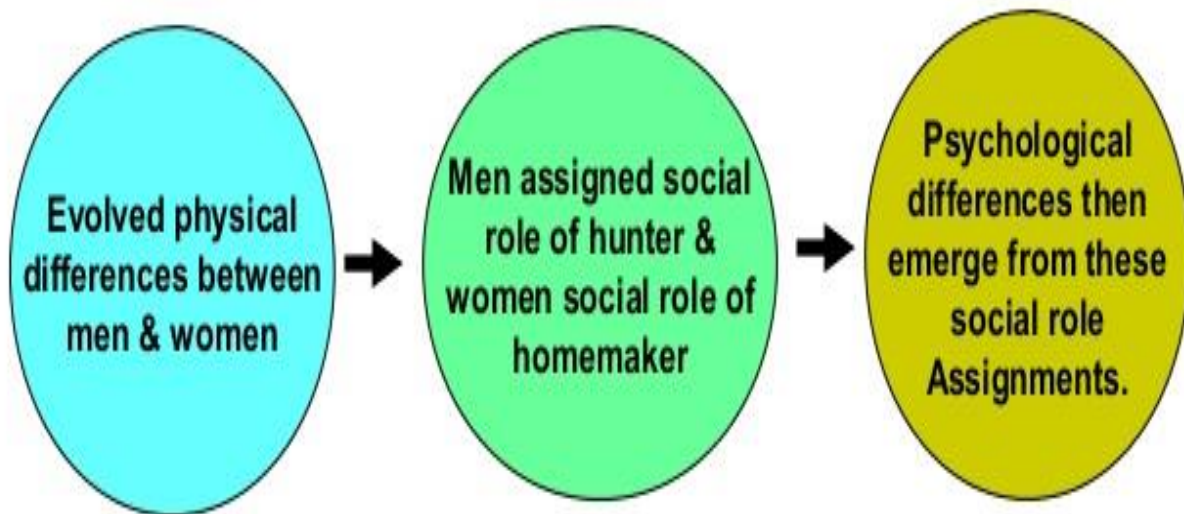 Evolved physical
differences between
men & women
Men assigned social
role of hunter &
women social role of
homemaker
Psychological
differences then
emerge from these
social role
Assignments.